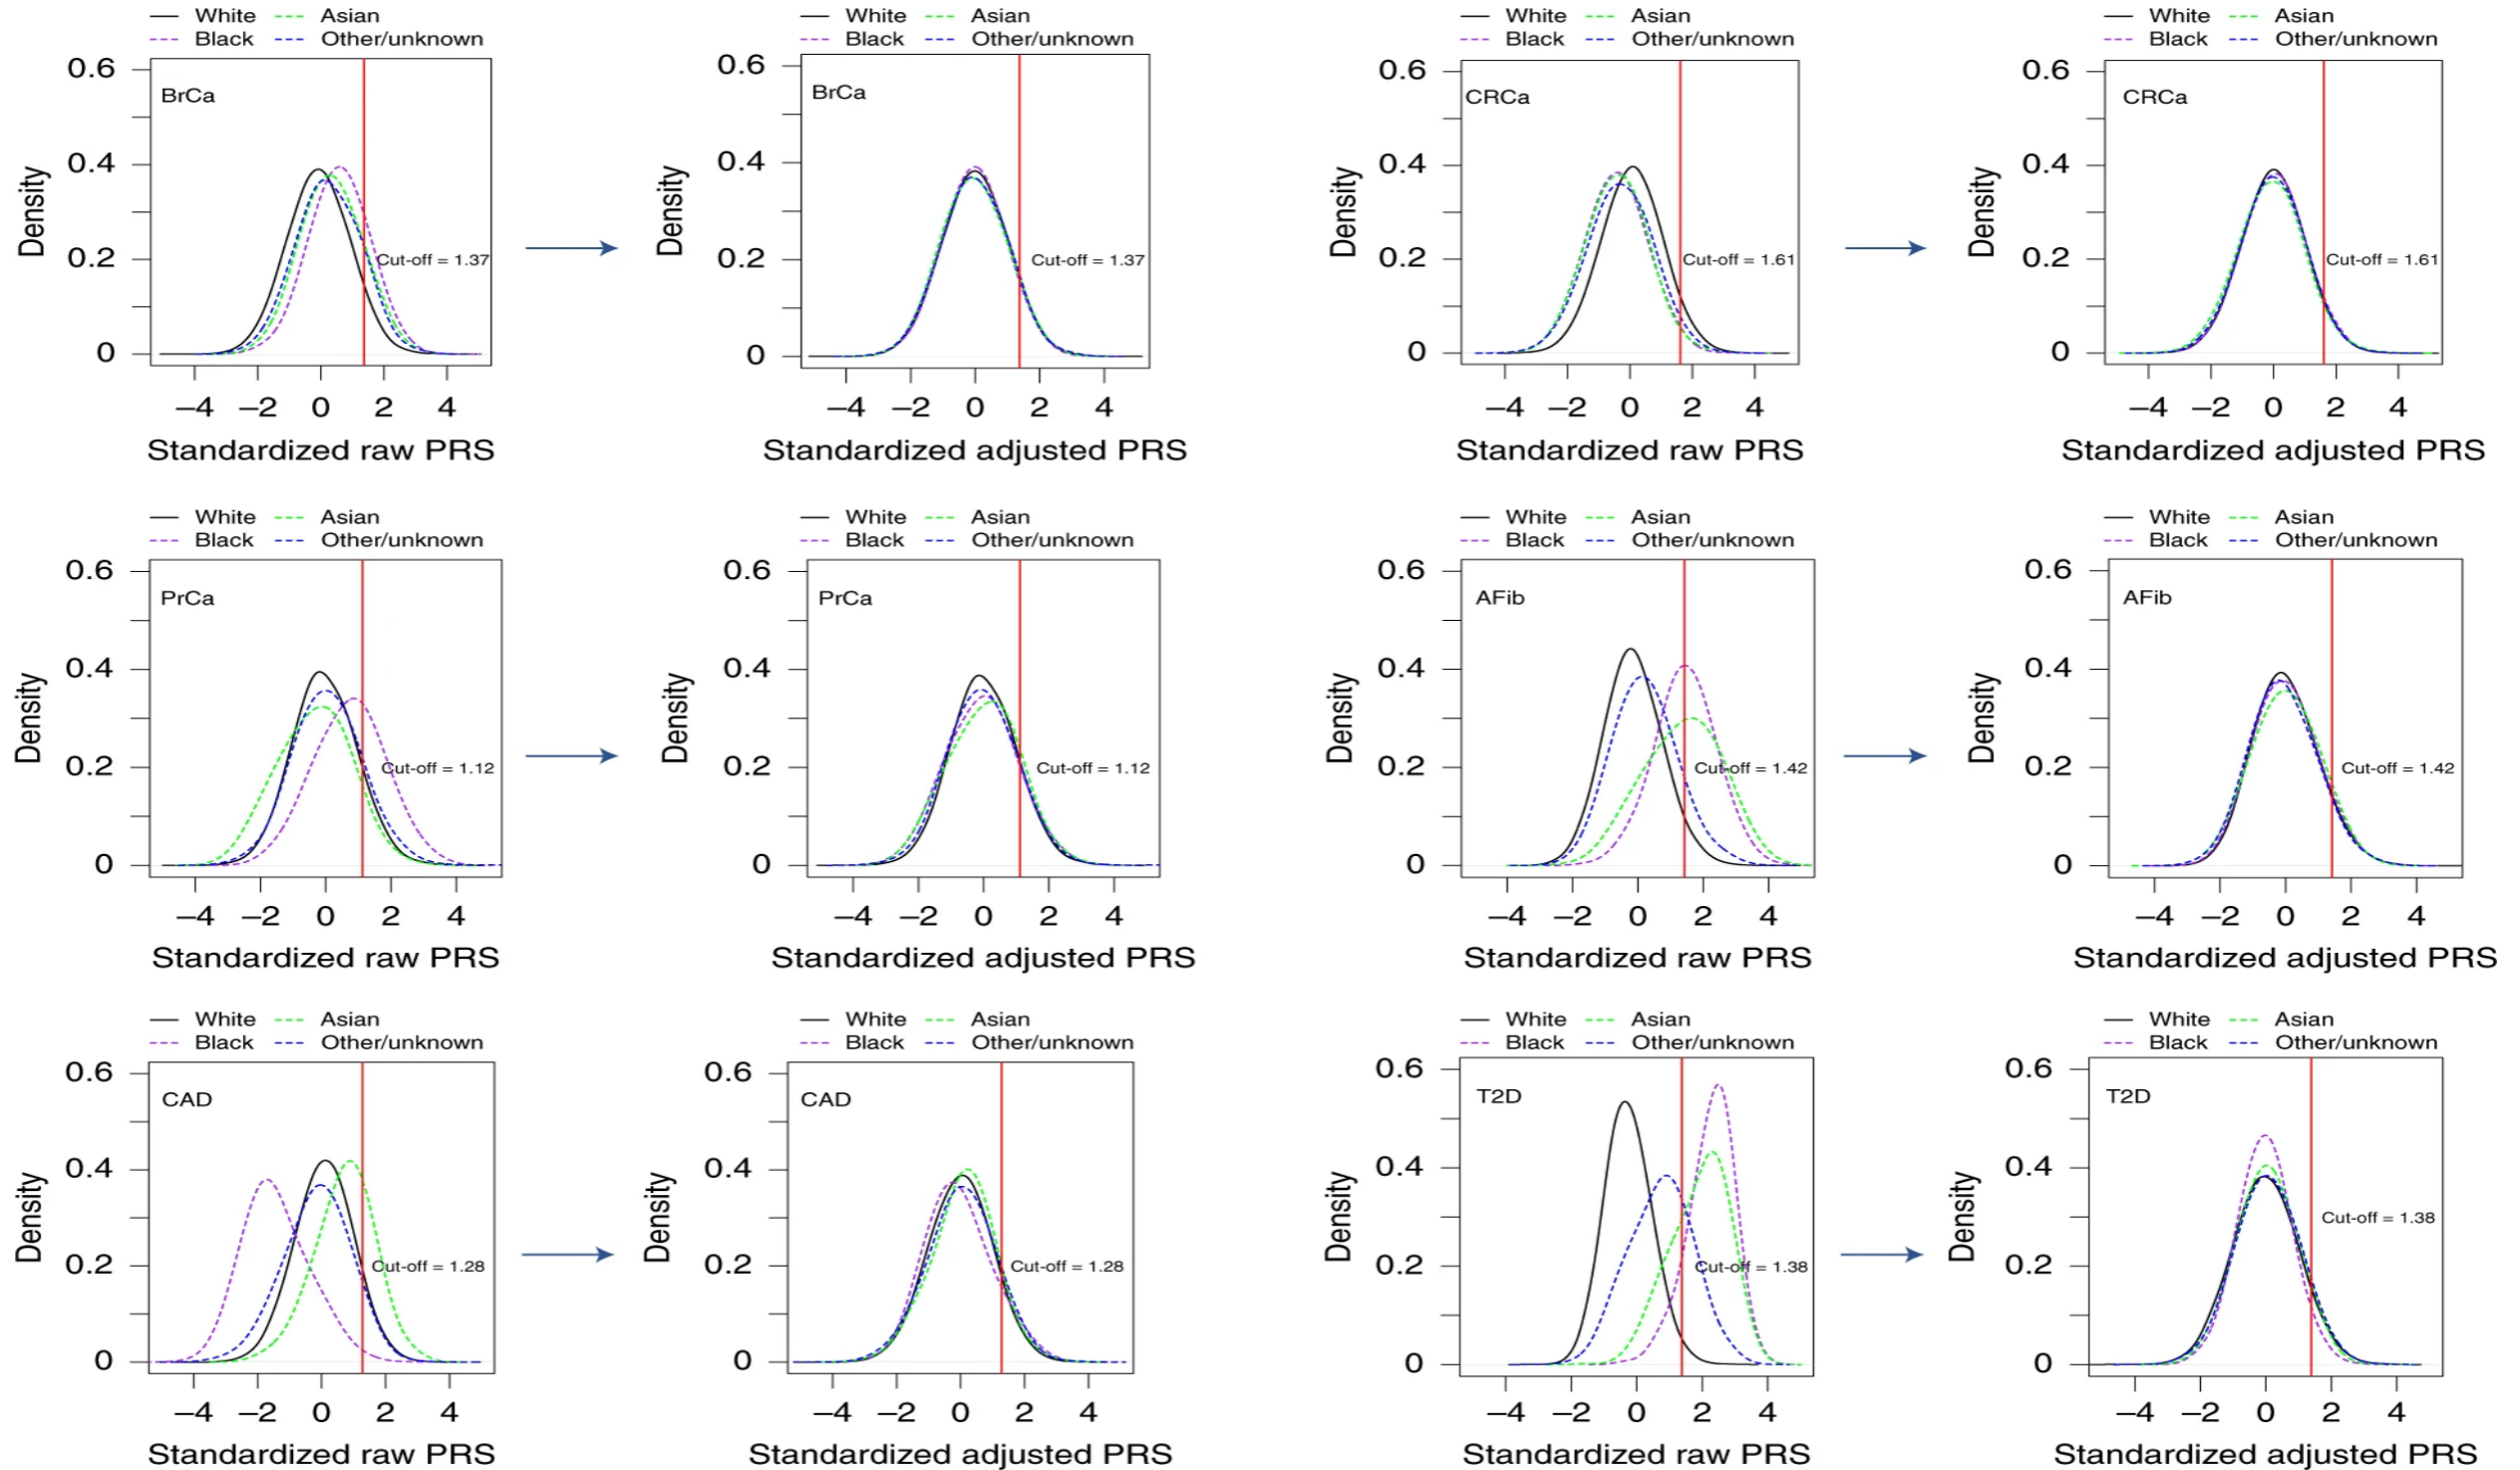 White Asian
Black Other/unknown
0.6
0.4
0.2
0
Density
BrCa
Cut-off = 1.37
−4 −2 0 2 4
Standardized raw PRS
White Asian
Black Other/unknown
0.6
0.4
0.2
0
Density
BrCa
Cut-off = 1.37
−4 −2 0 2 4
Standardized adjusted PRS
White Asian
Black Other/unknown
0.6
0.4
0.2
0
Density
CRCa
Cut-off = 1.61
−4 −2 0 2 4
Standardized raw PRS
White Asian
Black Other/unknown
0.6
0.4
0.2
0
Density
CRCa
Cut-off = 1.61
−4 −2 0 2 4
Standardized adjusted PRS
White Asian
Black Other/unknown
0.6
0.4
0.2
0
Density
PrCa
Cut-off = 1.12
−4 −2 0 2 4
Standardized raw PRS
White Asian
Black Other/unknown
0.6
0.4
0.2
0
Density
PrCa
Cut-off = 1.12
−4 −2 0 2 4
Standardized adjusted PRS
White Asian
Black Other/unknown
0.6
0.4
0.2
0
Density
AFib
Cut-off = 1.42
−4 −2 0 2 4
Standardized raw PRS
White Asian
Black Other/unknown
0.6
0.4
0.2
0
Density
AFib
Cut-off = 1.42
−4 −2 0 2 4
Standardized adjusted PRS
White Asian
Black Other/unknown
0.6
0.4
0.2
0
Density
CAD
Cut-off = 1.28
−4 −2 0 2 4
Standardized raw PRS
White Asian
Black Other/unknown
0.6
0.4
0.2
0
Density
CAD
Cut-off = 1.28
−4 −2 0 2 4
Standardized adjusted PRS
White Asian
Black Other/unknown
0.6
0.4
0.2
0
Density
T2D
Cut-off = 1.38
−4 −2 0 2 4
Standardized raw PRS
White Asian
Black Other/unknown
0.6
0.4
0.2
0
Density
T2D
Cut-off = 1.38
−4 −2 0 2 4
Standardized adjusted PRS